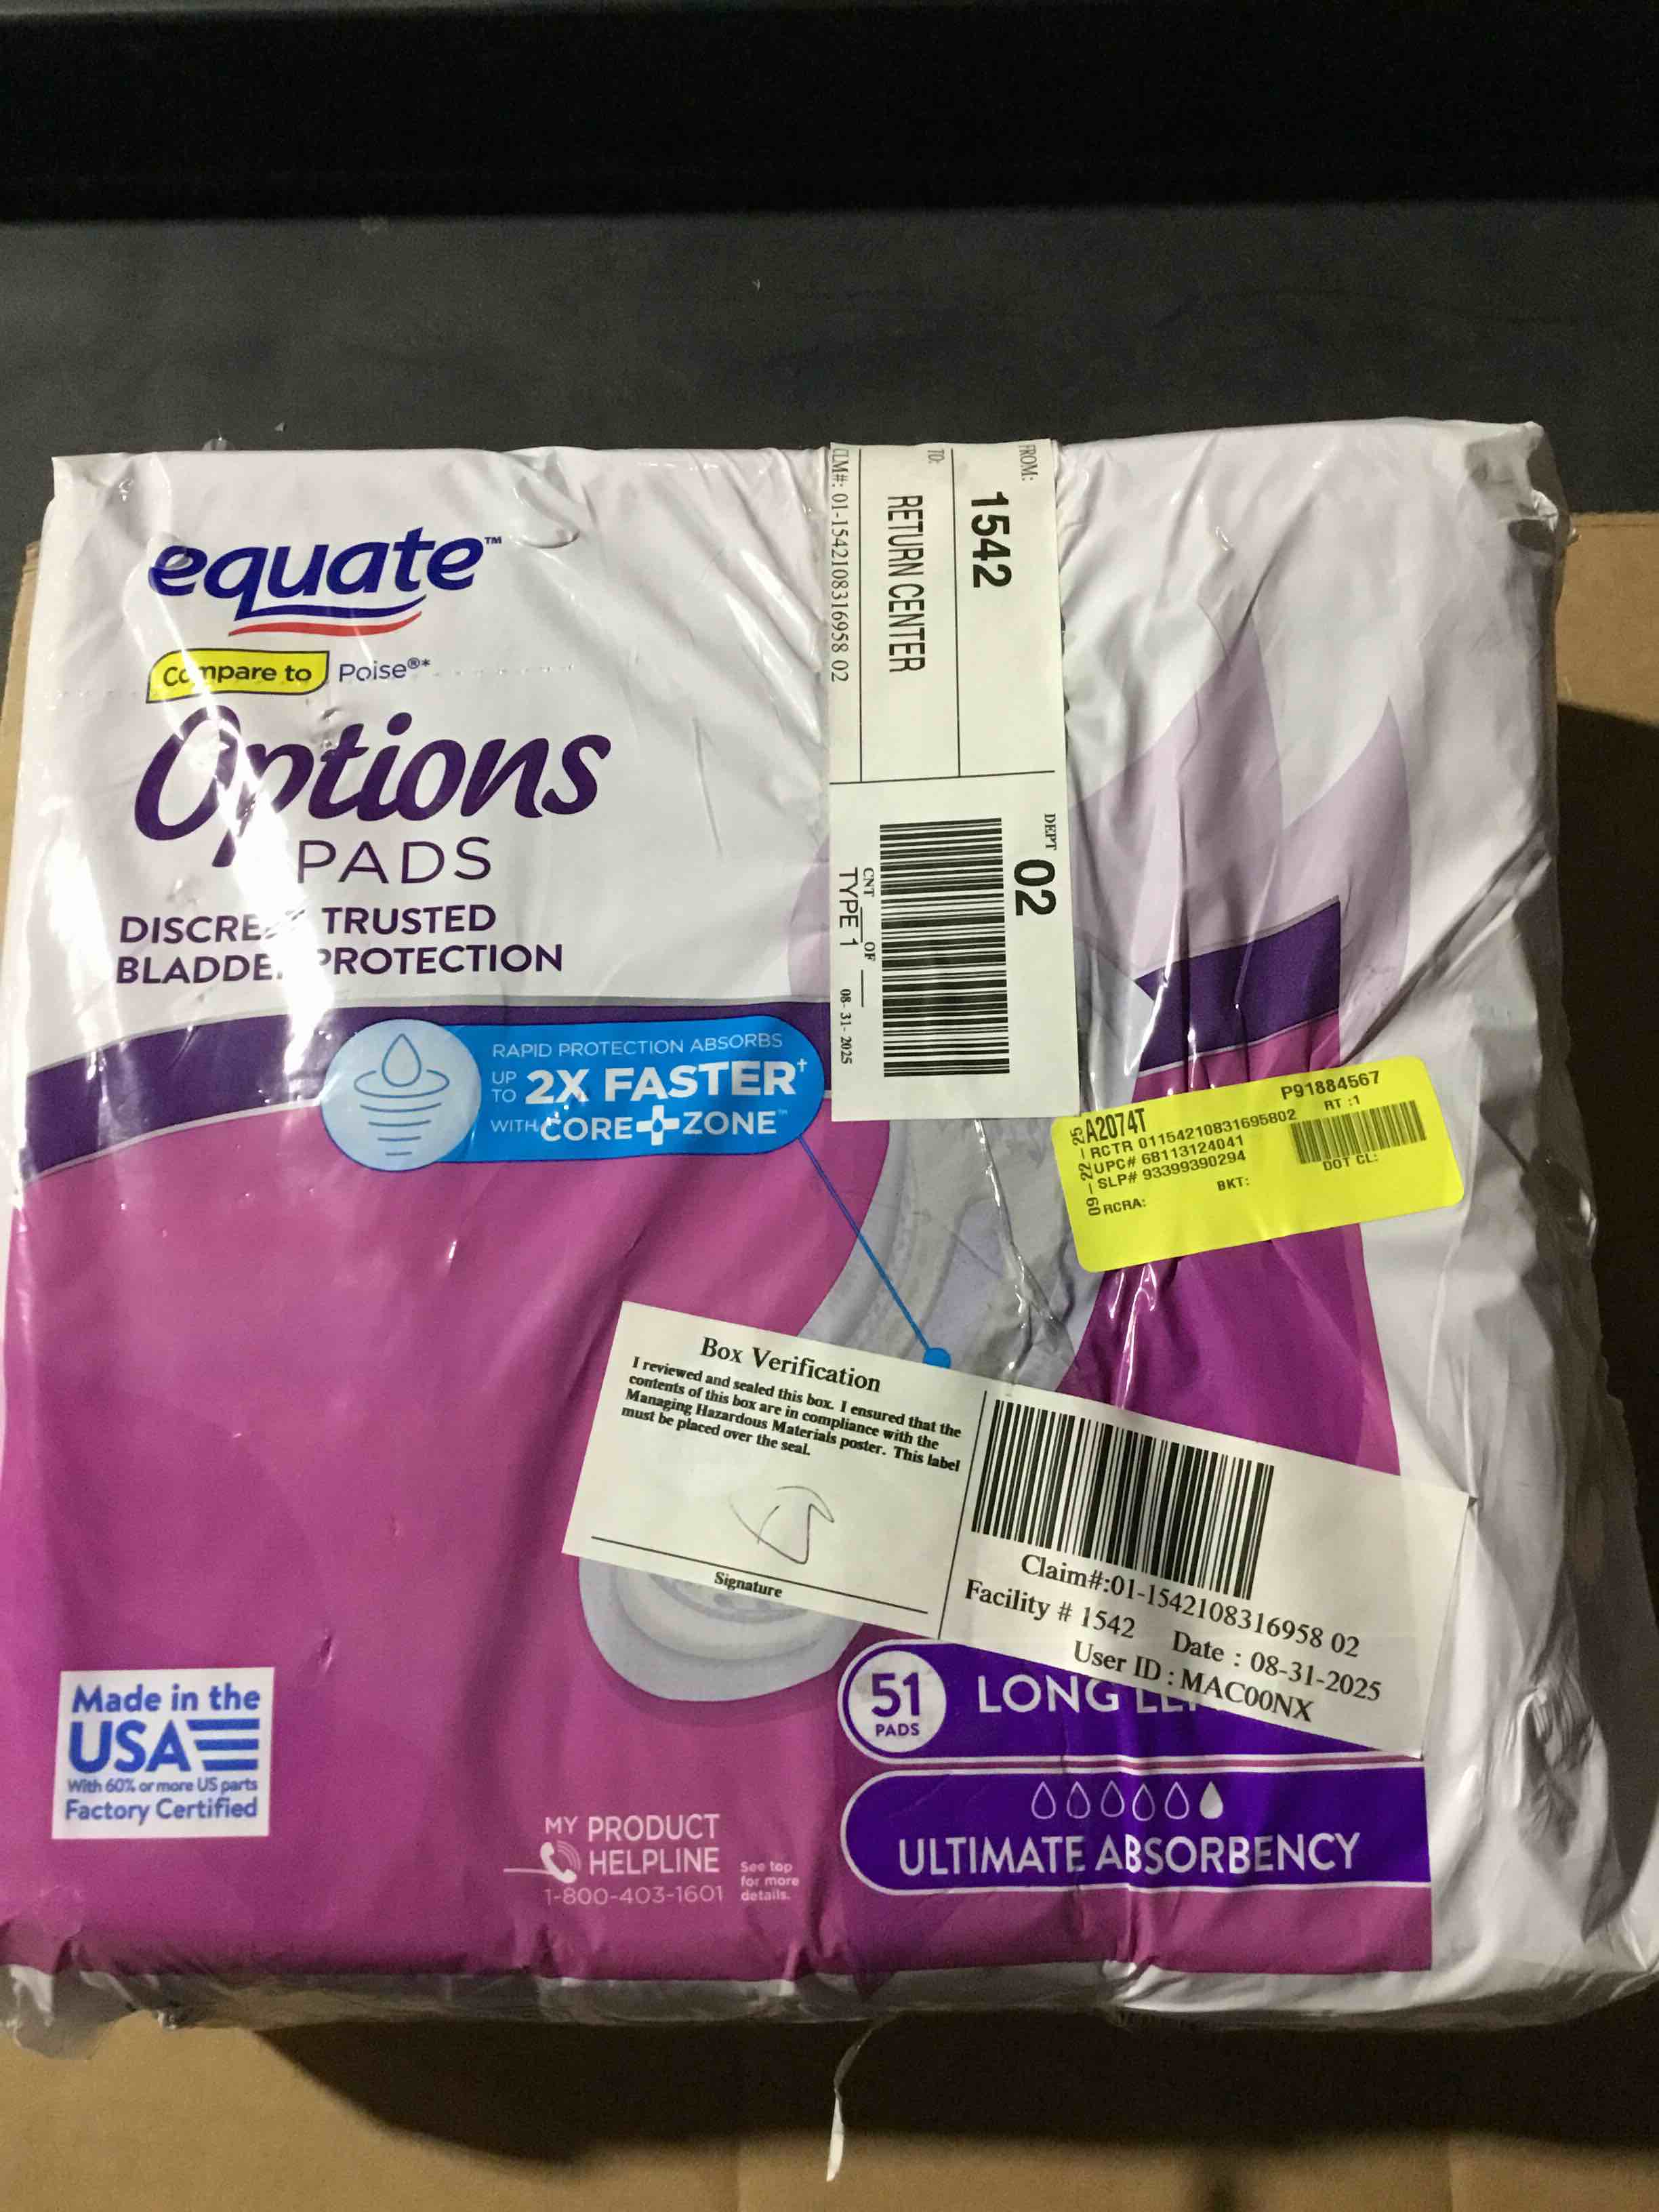 equate™
Compare to Poise®*
Options
PADS
TRUSTED
PROTECTION
RAPID PROTECTION ABSORBS
UP TO 2X FASTER†
WITH CORE+ZONE™
FROM:
1542
TO:
RETURN CENTER
CLM#: 01-1542108316958 02
DEPT
02
CNT OF
TYPE 1 08-31-2025
P91884567
A2074T RT :1
RCTR 01154210831695802
UPC# 68113124041
SLP# 93399390294
DOT CL:
RCRA: BKT:
09-22-25
Box Verification
I reviewed and sealed this box. I ensured that the
contents of this box are in compliance with the
Managing Hazardous Materials poster. This label
must be placed over the seal.
Signature
Claim#:01-1542108316958 02
Facility # 1542 Date : 08-31-2025
User ID : MAC00NX
51
PADS
LONG
ULTIMATE ABSORBENCY
Made in the
USA
With 60% or more US parts
Factory Certified
MY PRODUCT
HELPLINE
1-800-403-1601
See top
for more
details.